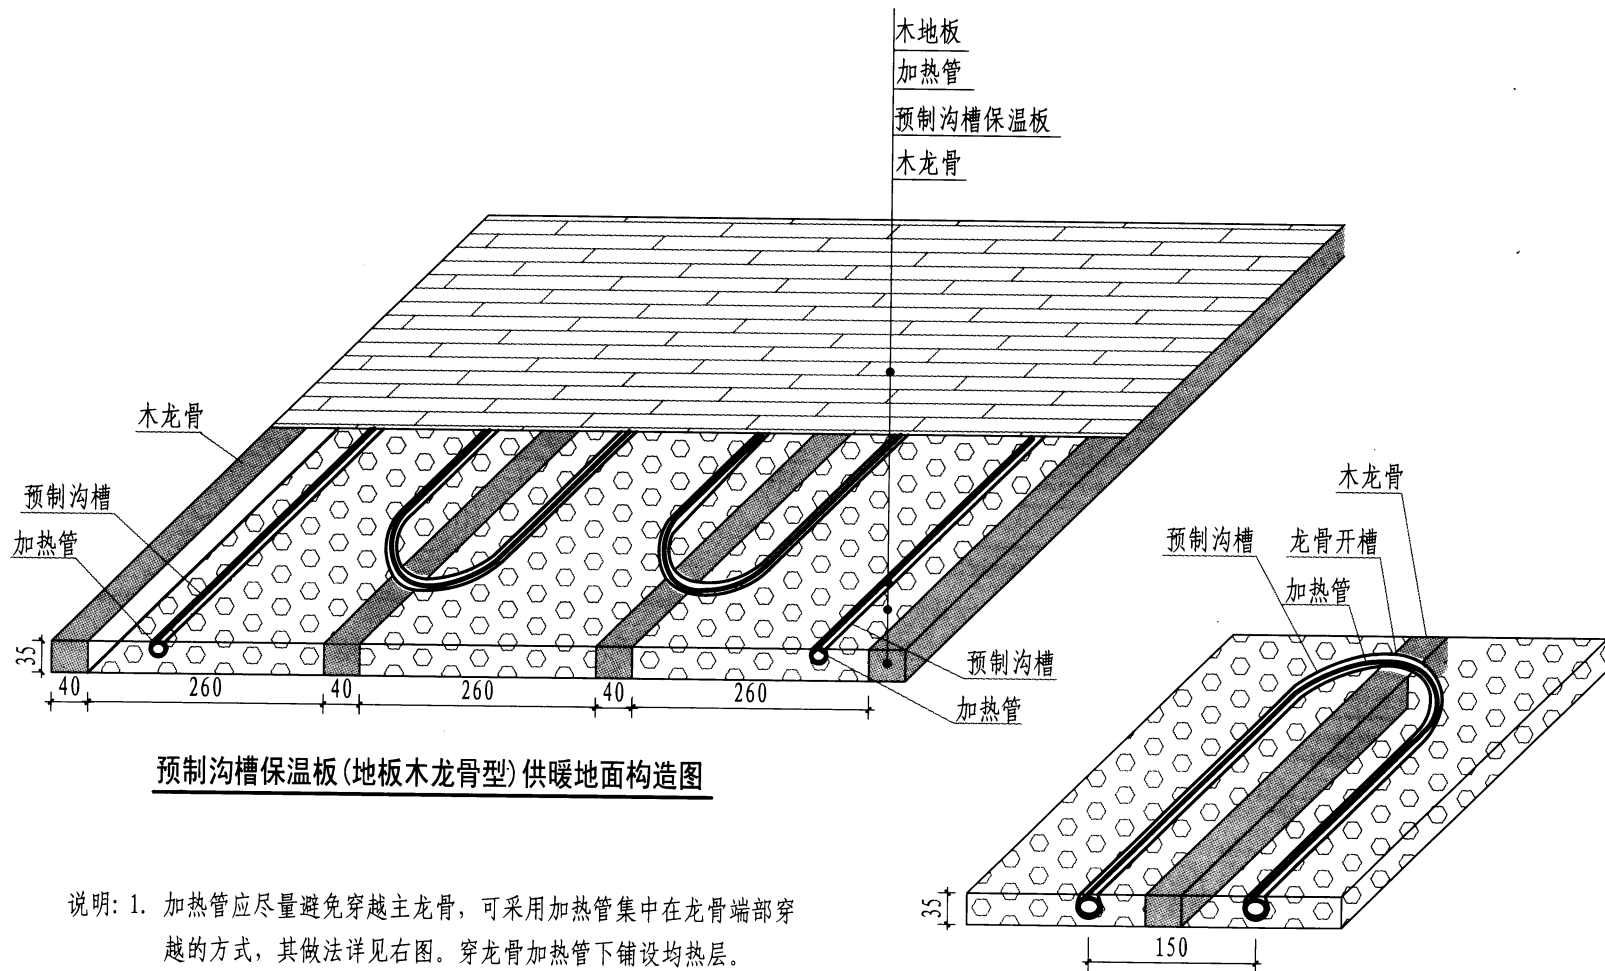 木地板
加热管
预制沟槽保温板
木龙骨
木龙骨
预制沟槽
加热管
35
40 260 40 260 40 260
预制沟槽
加热管
木龙骨
预制沟槽 龙骨开槽
加热管
35
150
预制沟槽保温板(地板木龙骨型)供暖地面构造图
说明: 1. 加热管应尽量避免穿越主龙骨, 可采用加热管集中在龙骨端部穿
越的方式, 其做法详见右图。穿龙骨加热管下铺设均热层。